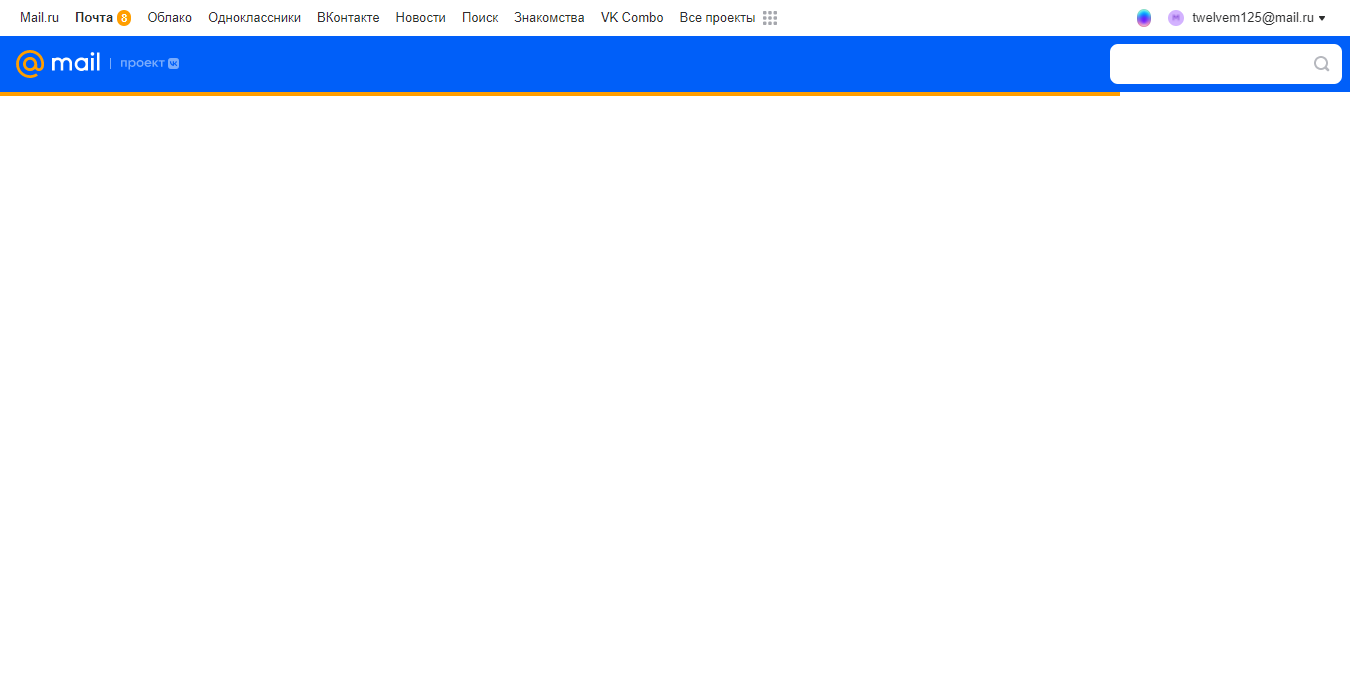 Mail.ru Почта 8 Облако Одноклассники ВКонтакте Новости Поиск Знакомства VK Combo Все проекты twelvem125@mail.ru
@mail | проект